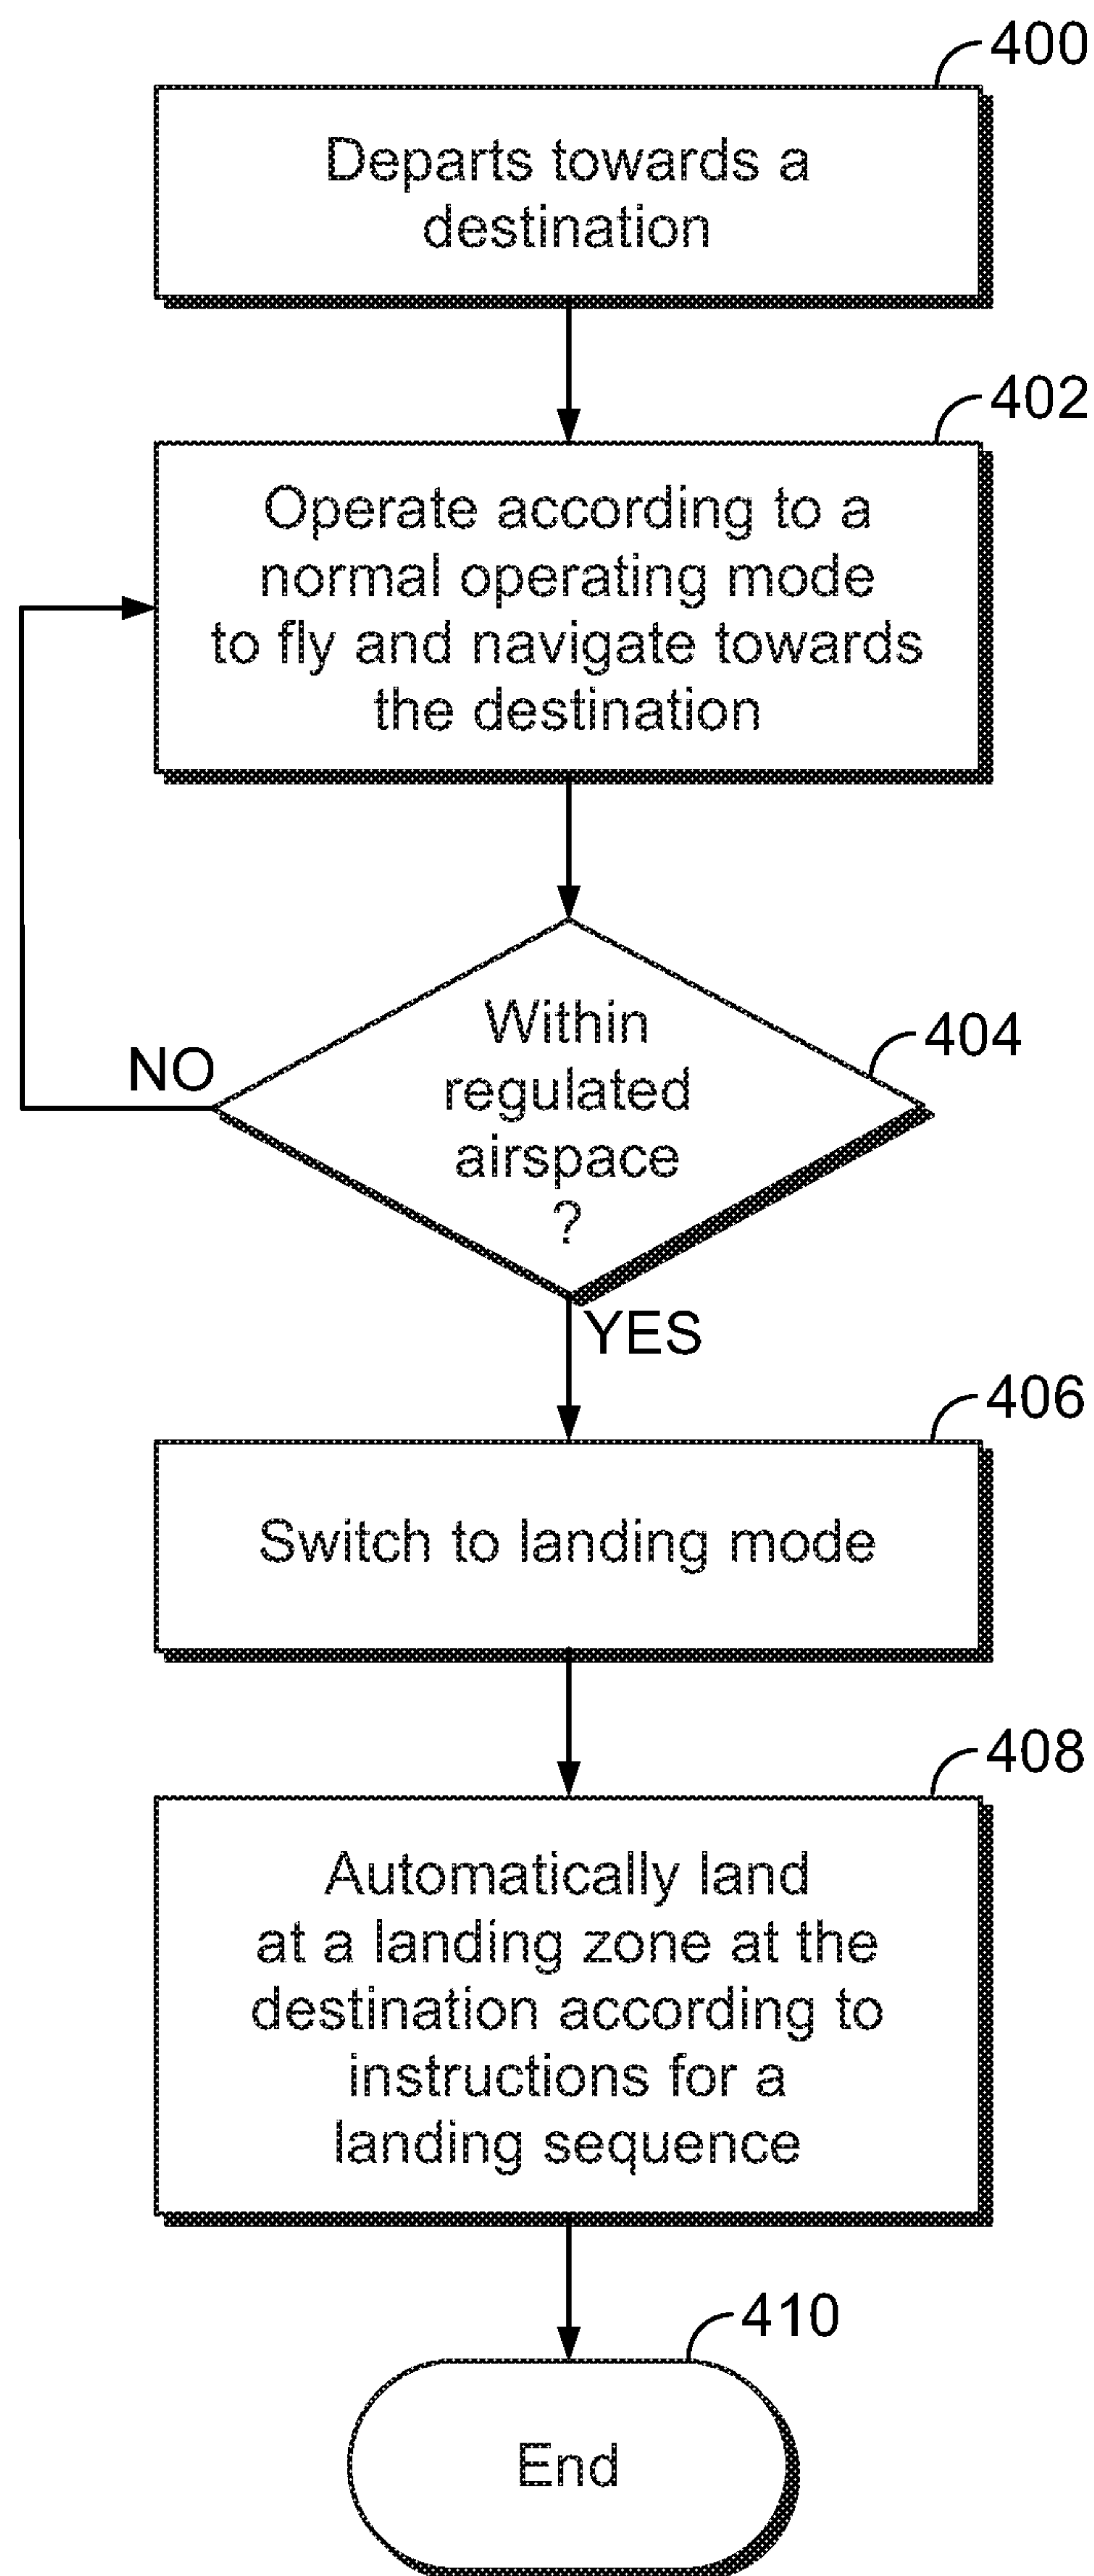 400
Departs towards a
destination
402
Operate according to a
normal operating mode
to fly and navigate towards
the destination
404
Within
regulated
airspace
?
NO
YES
406
Switch to landing mode
408
Automatically land
at a landing zone at the
destination according to
instructions for a
landing sequence
410
End